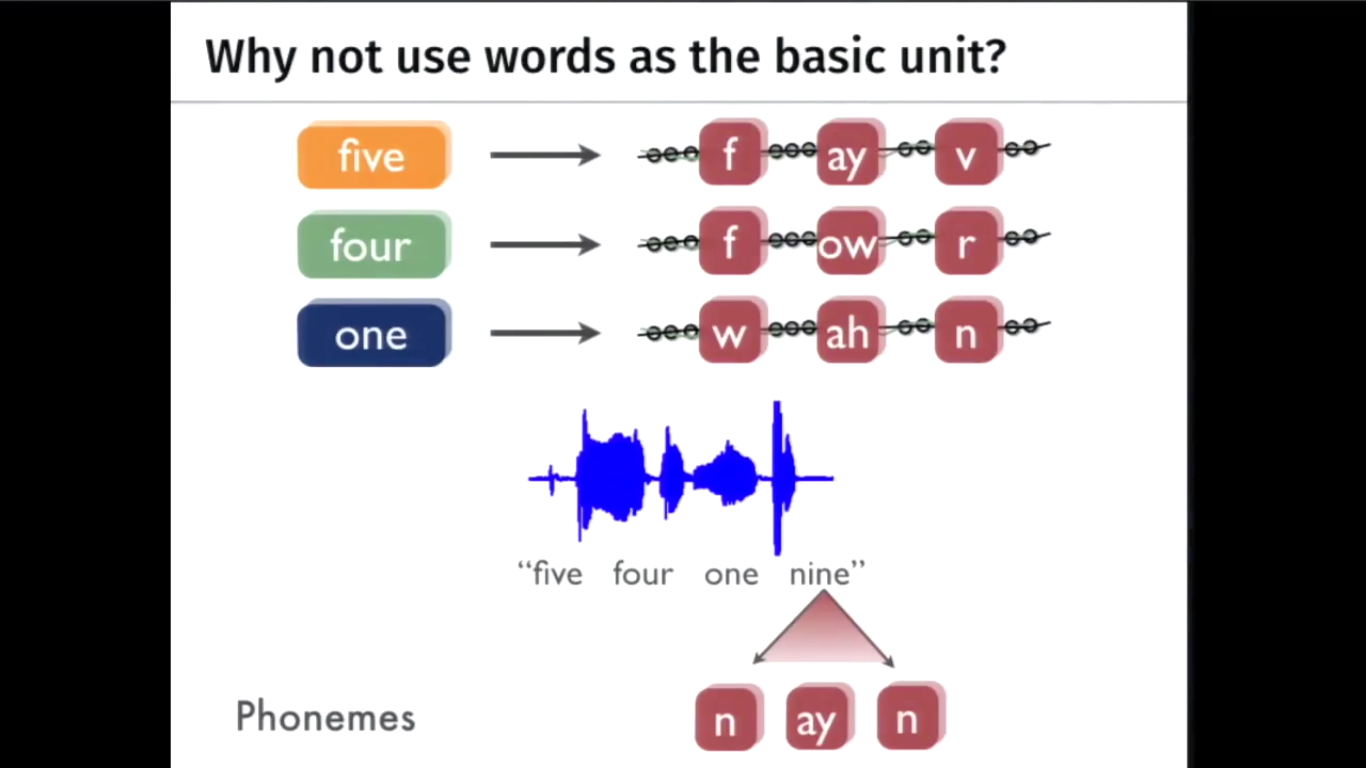 Why not use words as the basic unit?
five f ay v
four f ow r
one w ah n
“five four one nine”
Phonemes n ay n